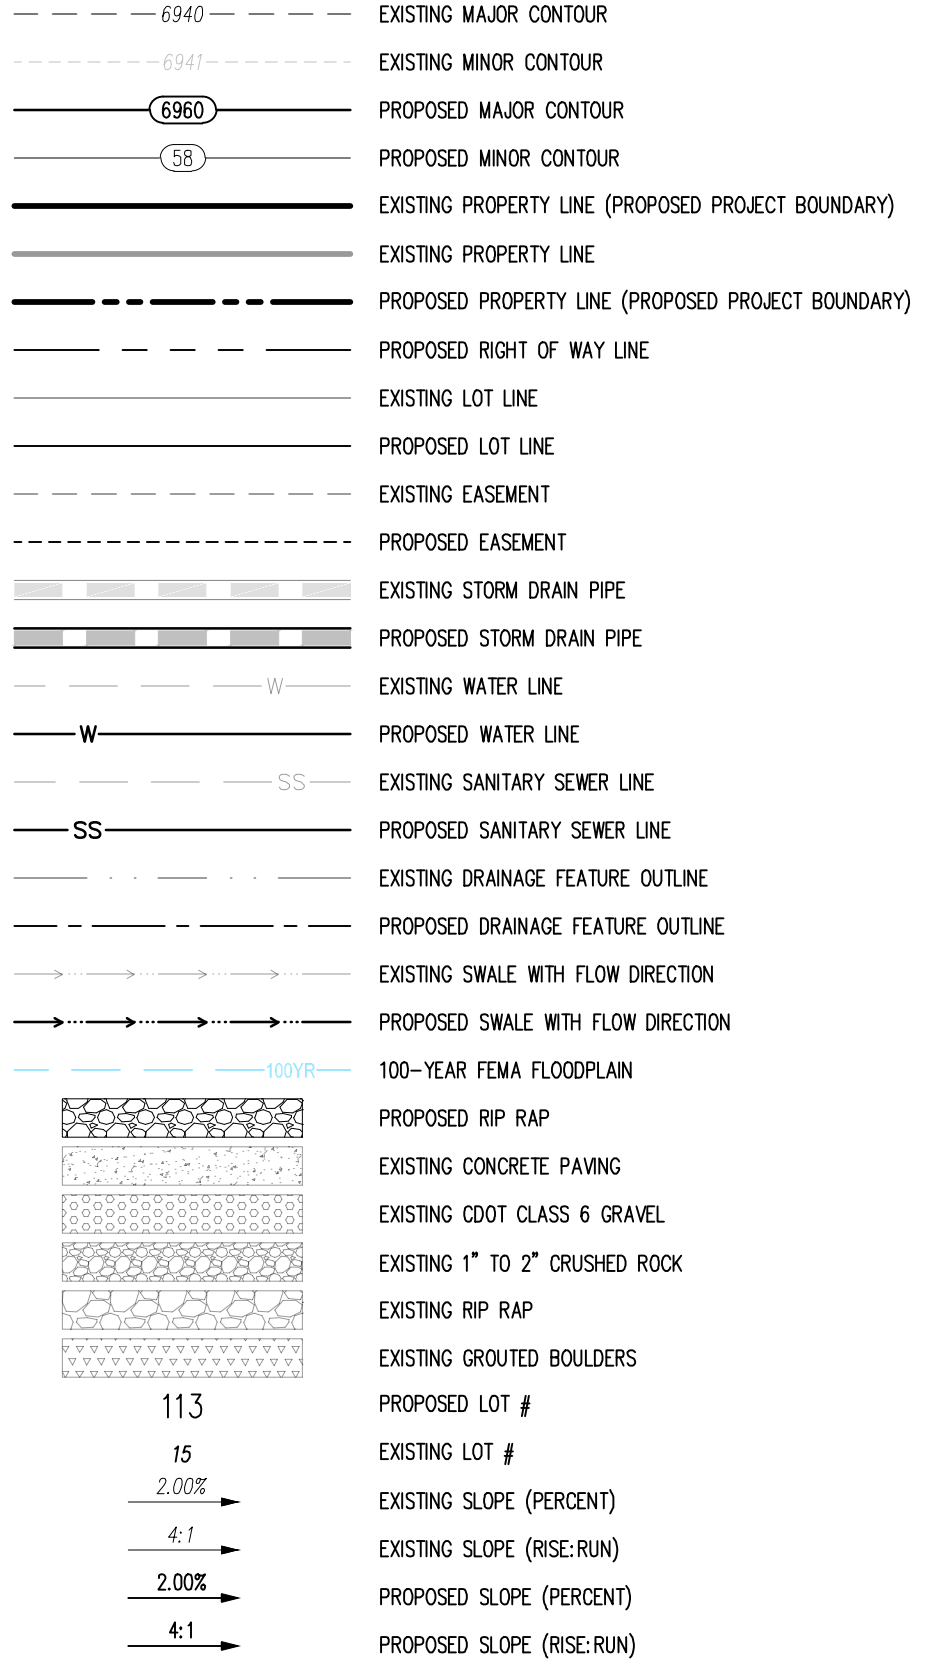 6940 EXISTING MAJOR CONTOUR
6941 EXISTING MINOR CONTOUR
6960 PROPOSED MAJOR CONTOUR
58 PROPOSED MINOR CONTOUR
EXISTING PROPERTY LINE (PROPOSED PROJECT BOUNDARY)
EXISTING PROPERTY LINE
PROPOSED PROPERTY LINE (PROPOSED PROJECT BOUNDARY)
PROPOSED RIGHT OF WAY LINE
EXISTING LOT LINE
PROPOSED LOT LINE
EXISTING EASEMENT
PROPOSED EASEMENT
EXISTING STORM DRAIN PIPE
PROPOSED STORM DRAIN PIPE
W EXISTING WATER LINE
W PROPOSED WATER LINE
SS EXISTING SANITARY SEWER LINE
SS PROPOSED SANITARY SEWER LINE
EXISTING DRAINAGE FEATURE OUTLINE
PROPOSED DRAINAGE FEATURE OUTLINE
EXISTING SWALE WITH FLOW DIRECTION
PROPOSED SWALE WITH FLOW DIRECTION
100YR 100-YEAR FEMA FLOODPLAIN
PROPOSED RIP RAP
EXISTING CONCRETE PAVING
EXISTING CDOT CLASS 6 GRAVEL
EXISTING 1" TO 2" CRUSHED ROCK
EXISTING RIP RAP
EXISTING GROUTED BOULDERS
113 PROPOSED LOT #
15 EXISTING LOT #
2.00% EXISTING SLOPE (PERCENT)
4:1 EXISTING SLOPE (RISE:RUN)
2.00% PROPOSED SLOPE (PERCENT)
4:1 PROPOSED SLOPE (RISE:RUN)